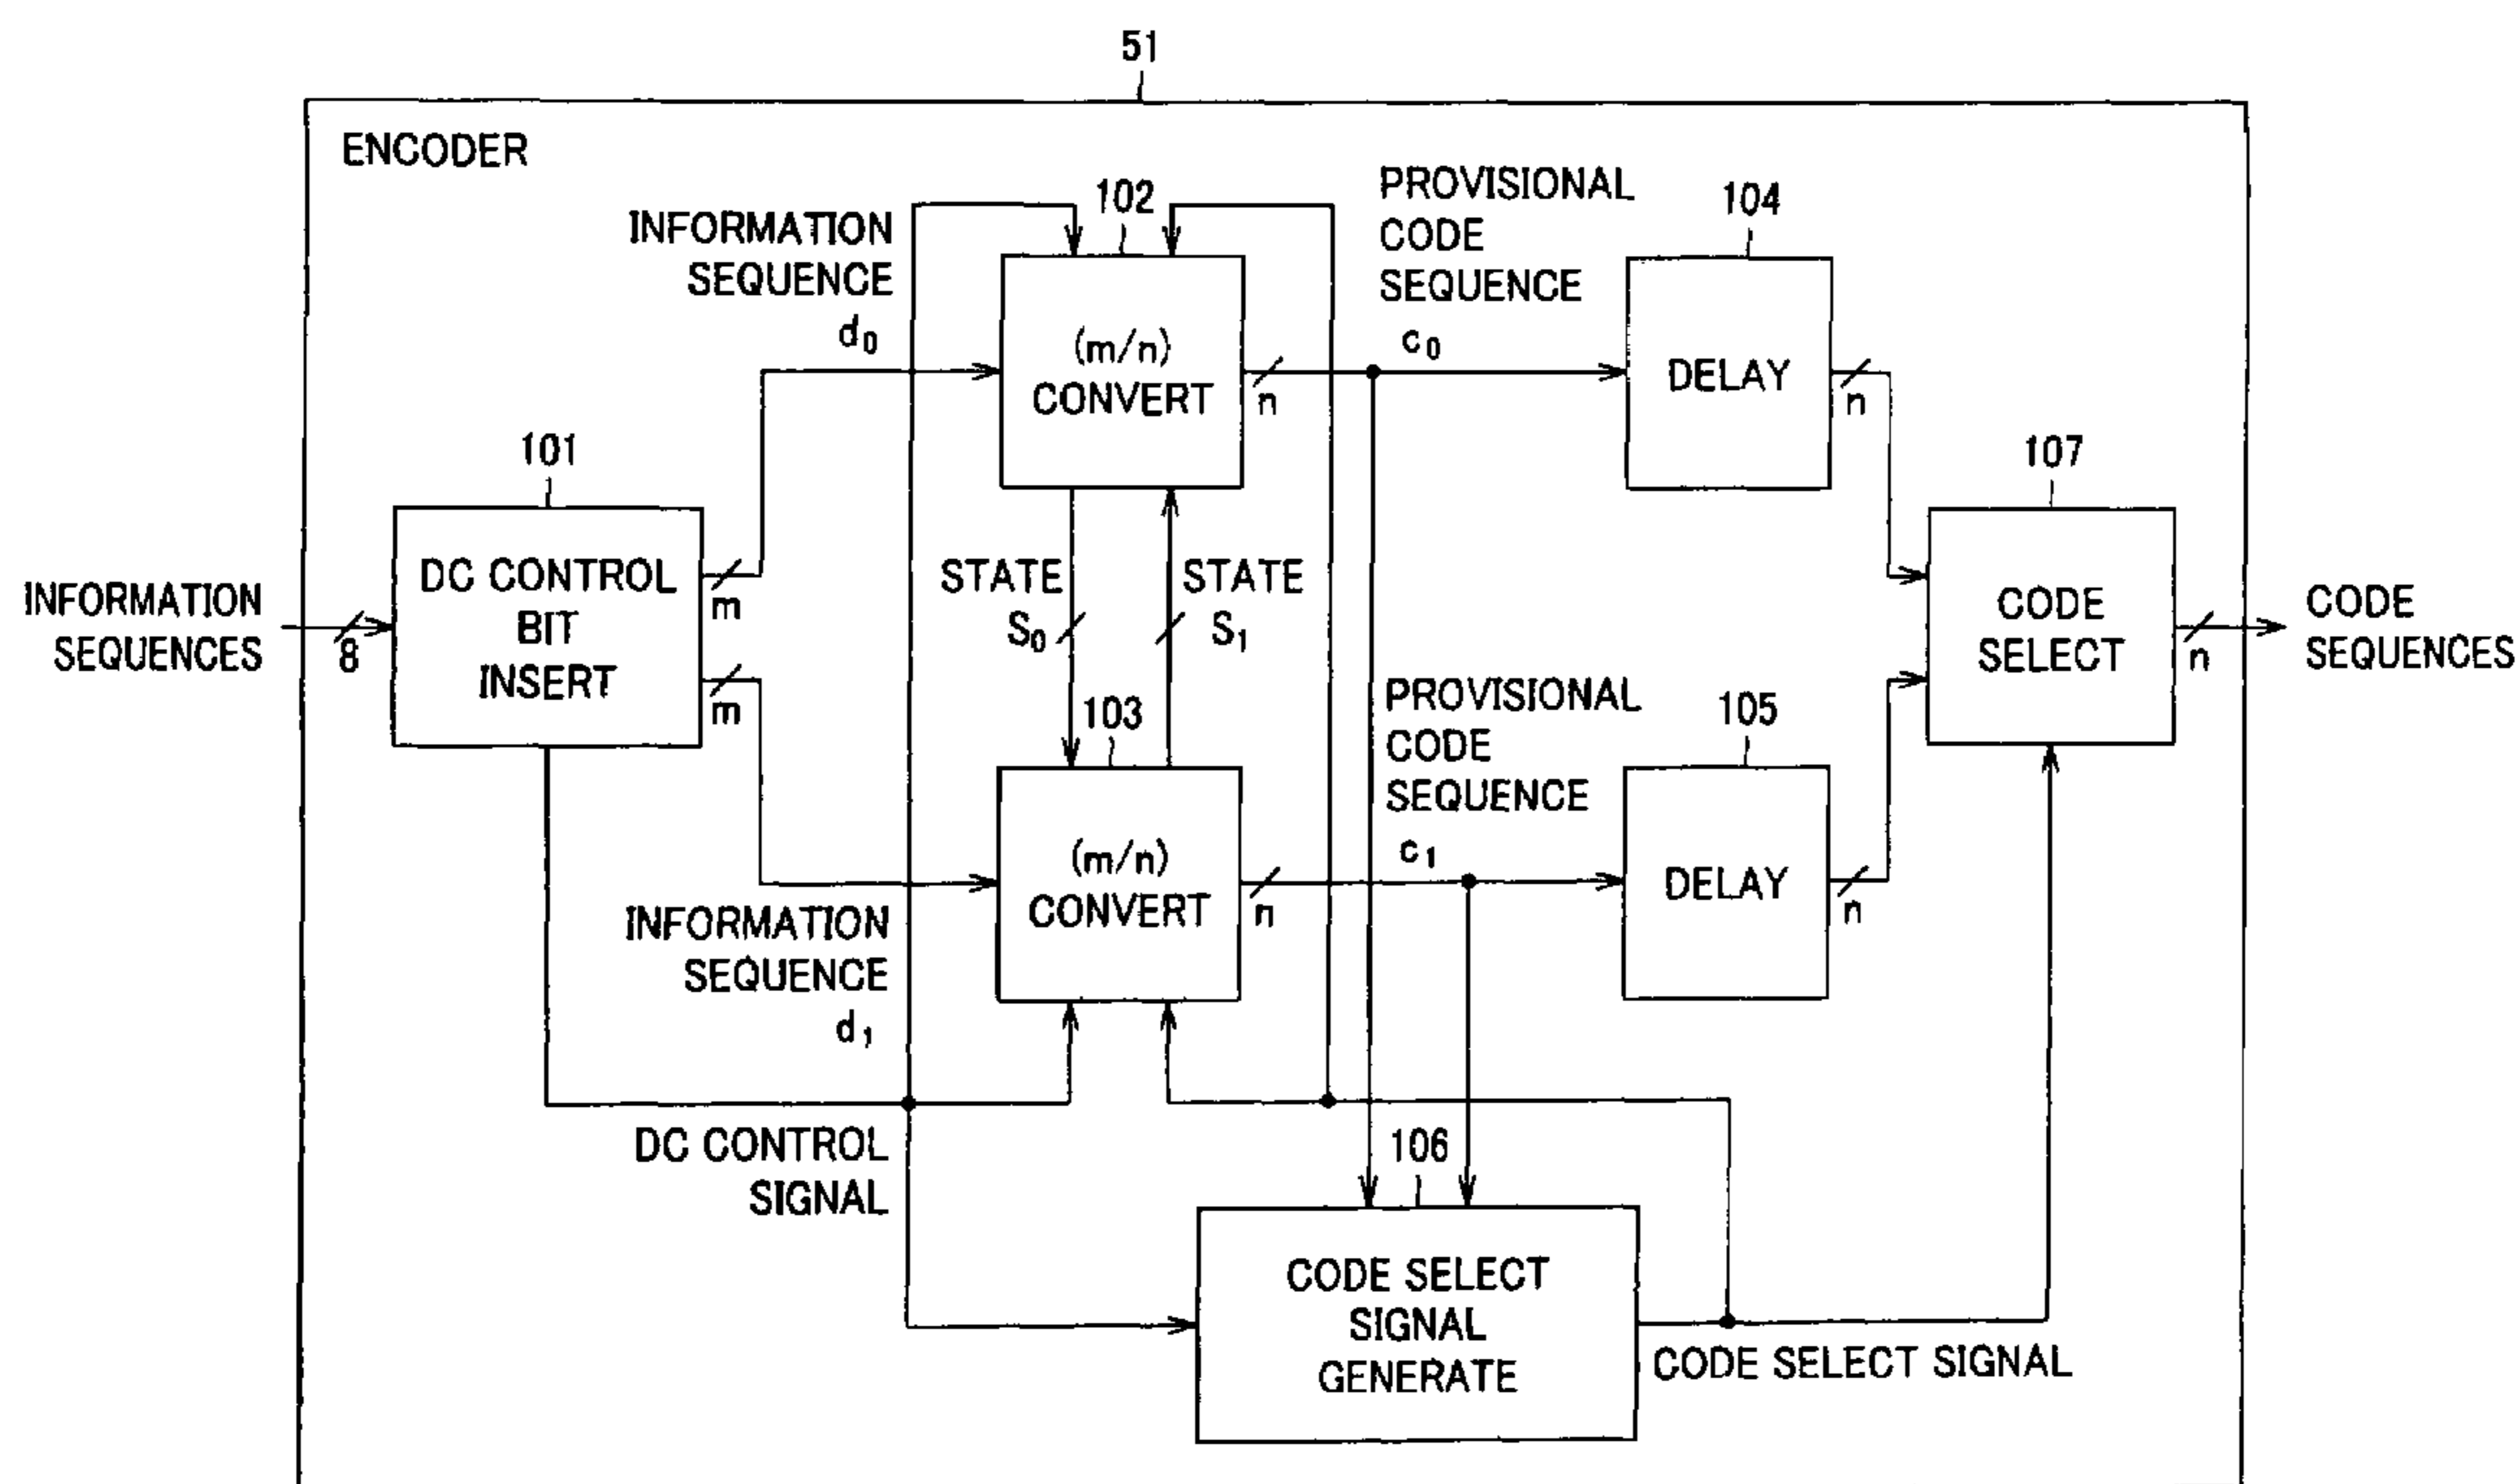 51
ENCODER
INFORMATION
SEQUENCE
d₀
102
PROVISIONAL
CODE
SEQUENCE
c₀
104
(m/n)
CONVERT
n
DELAY
n
101
107
DC CONTROL
BIT
INSERT
m
m
INFORMATION
SEQUENCES
8
STATE
S₀
STATE
S₁
CODE
SELECT
n
CODE
SEQUENCES
103
PROVISIONAL
CODE
SEQUENCE
c₁
105
(m/n)
CONVERT
n
DELAY
n
INFORMATION
SEQUENCE
d₁
DC CONTROL
SIGNAL
106
CODE SELECT
SIGNAL
GENERATE
CODE SELECT SIGNAL